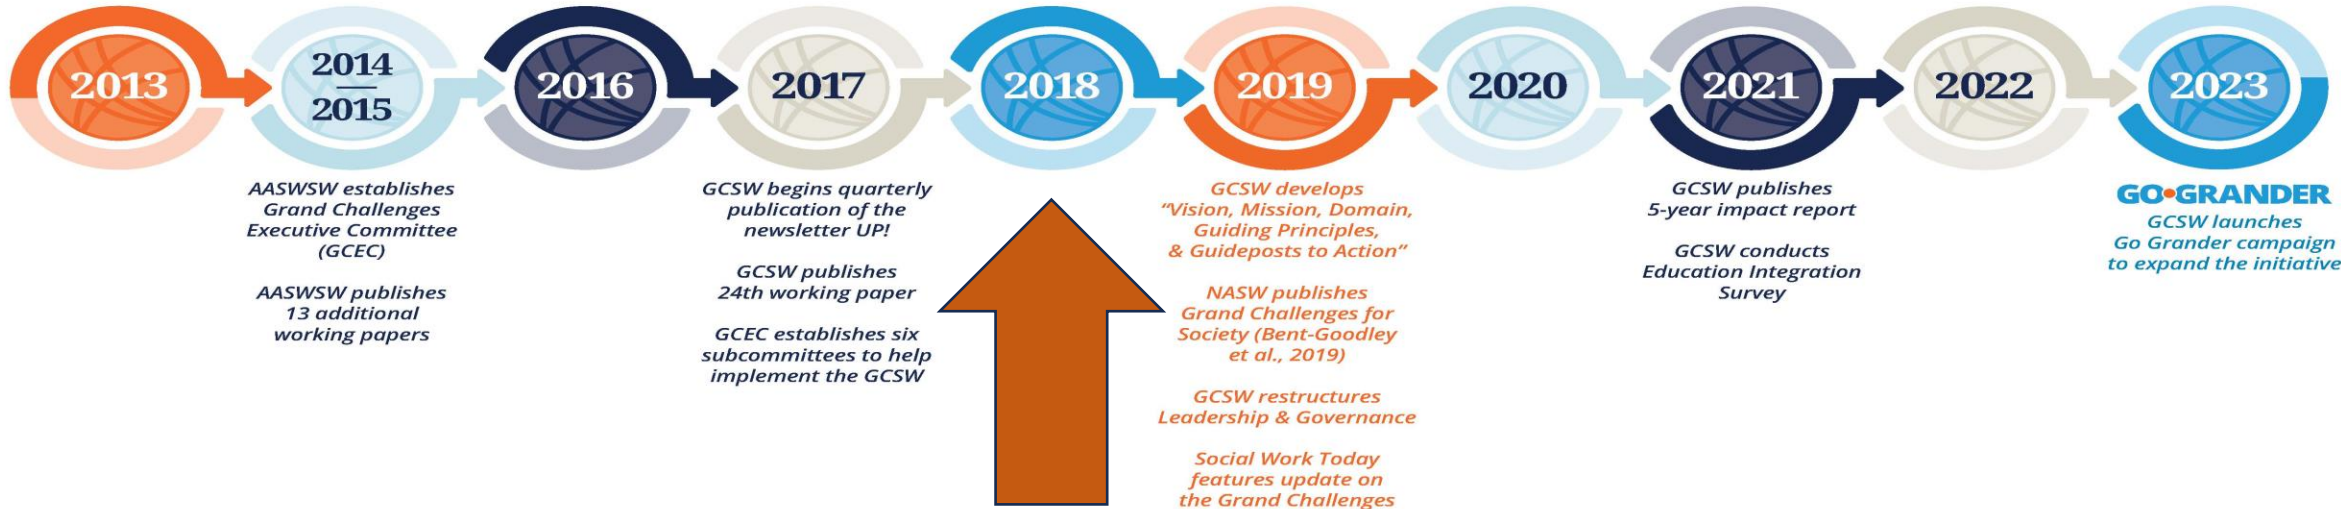 2013
2014
2015
2016
2017
2018
2019
2020
2021
2022
2023
AASWSW establishes
Grand Challenges
Executive Committee
(GCEC)
AASWSW publishes
13 additional
working papers
GCSW begins quarterly
publication of the
newsletter UP!
GCSW publishes
24th working paper
GCEC establishes six
subcommittees to help
implement the GCSW
GCSW develops
“Vision, Mission, Domain,
Guiding Principles,
& Guideposts to Action”
NASW publishes
Grand Challenges for
Society (Bent-Goodley
et al., 2019)
GCSW restructures
Leadership & Governance
Social Work Today
features update on
the Grand Challenges
GCSW publishes
5-year impact report
GCSW conducts
Education Integration
Survey
GO•GRANDER
GCSW launches
Go Grander campaign
to expand the initiative